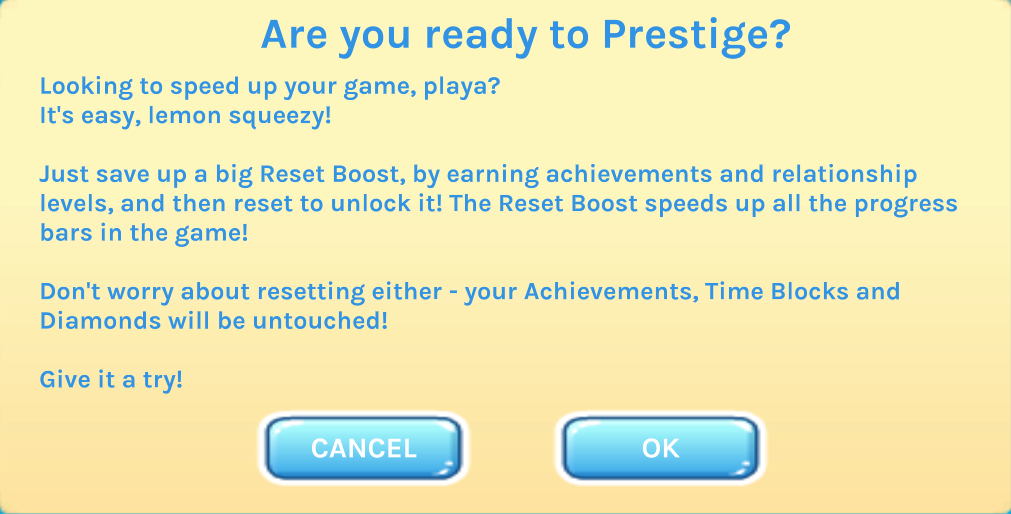 Are you ready to Prestige?
Looking to speed up your game, playa?
It's easy, lemon squeezy!
Just save up a big Reset Boost, by earning achievements and relationship
levels, and then reset to unlock it! The Reset Boost speeds up all the progress
bars in the game!
Don't worry about resetting either - your Achievements, Time Blocks and
Diamonds will be untouched!
Give it a try!
CANCEL
OK